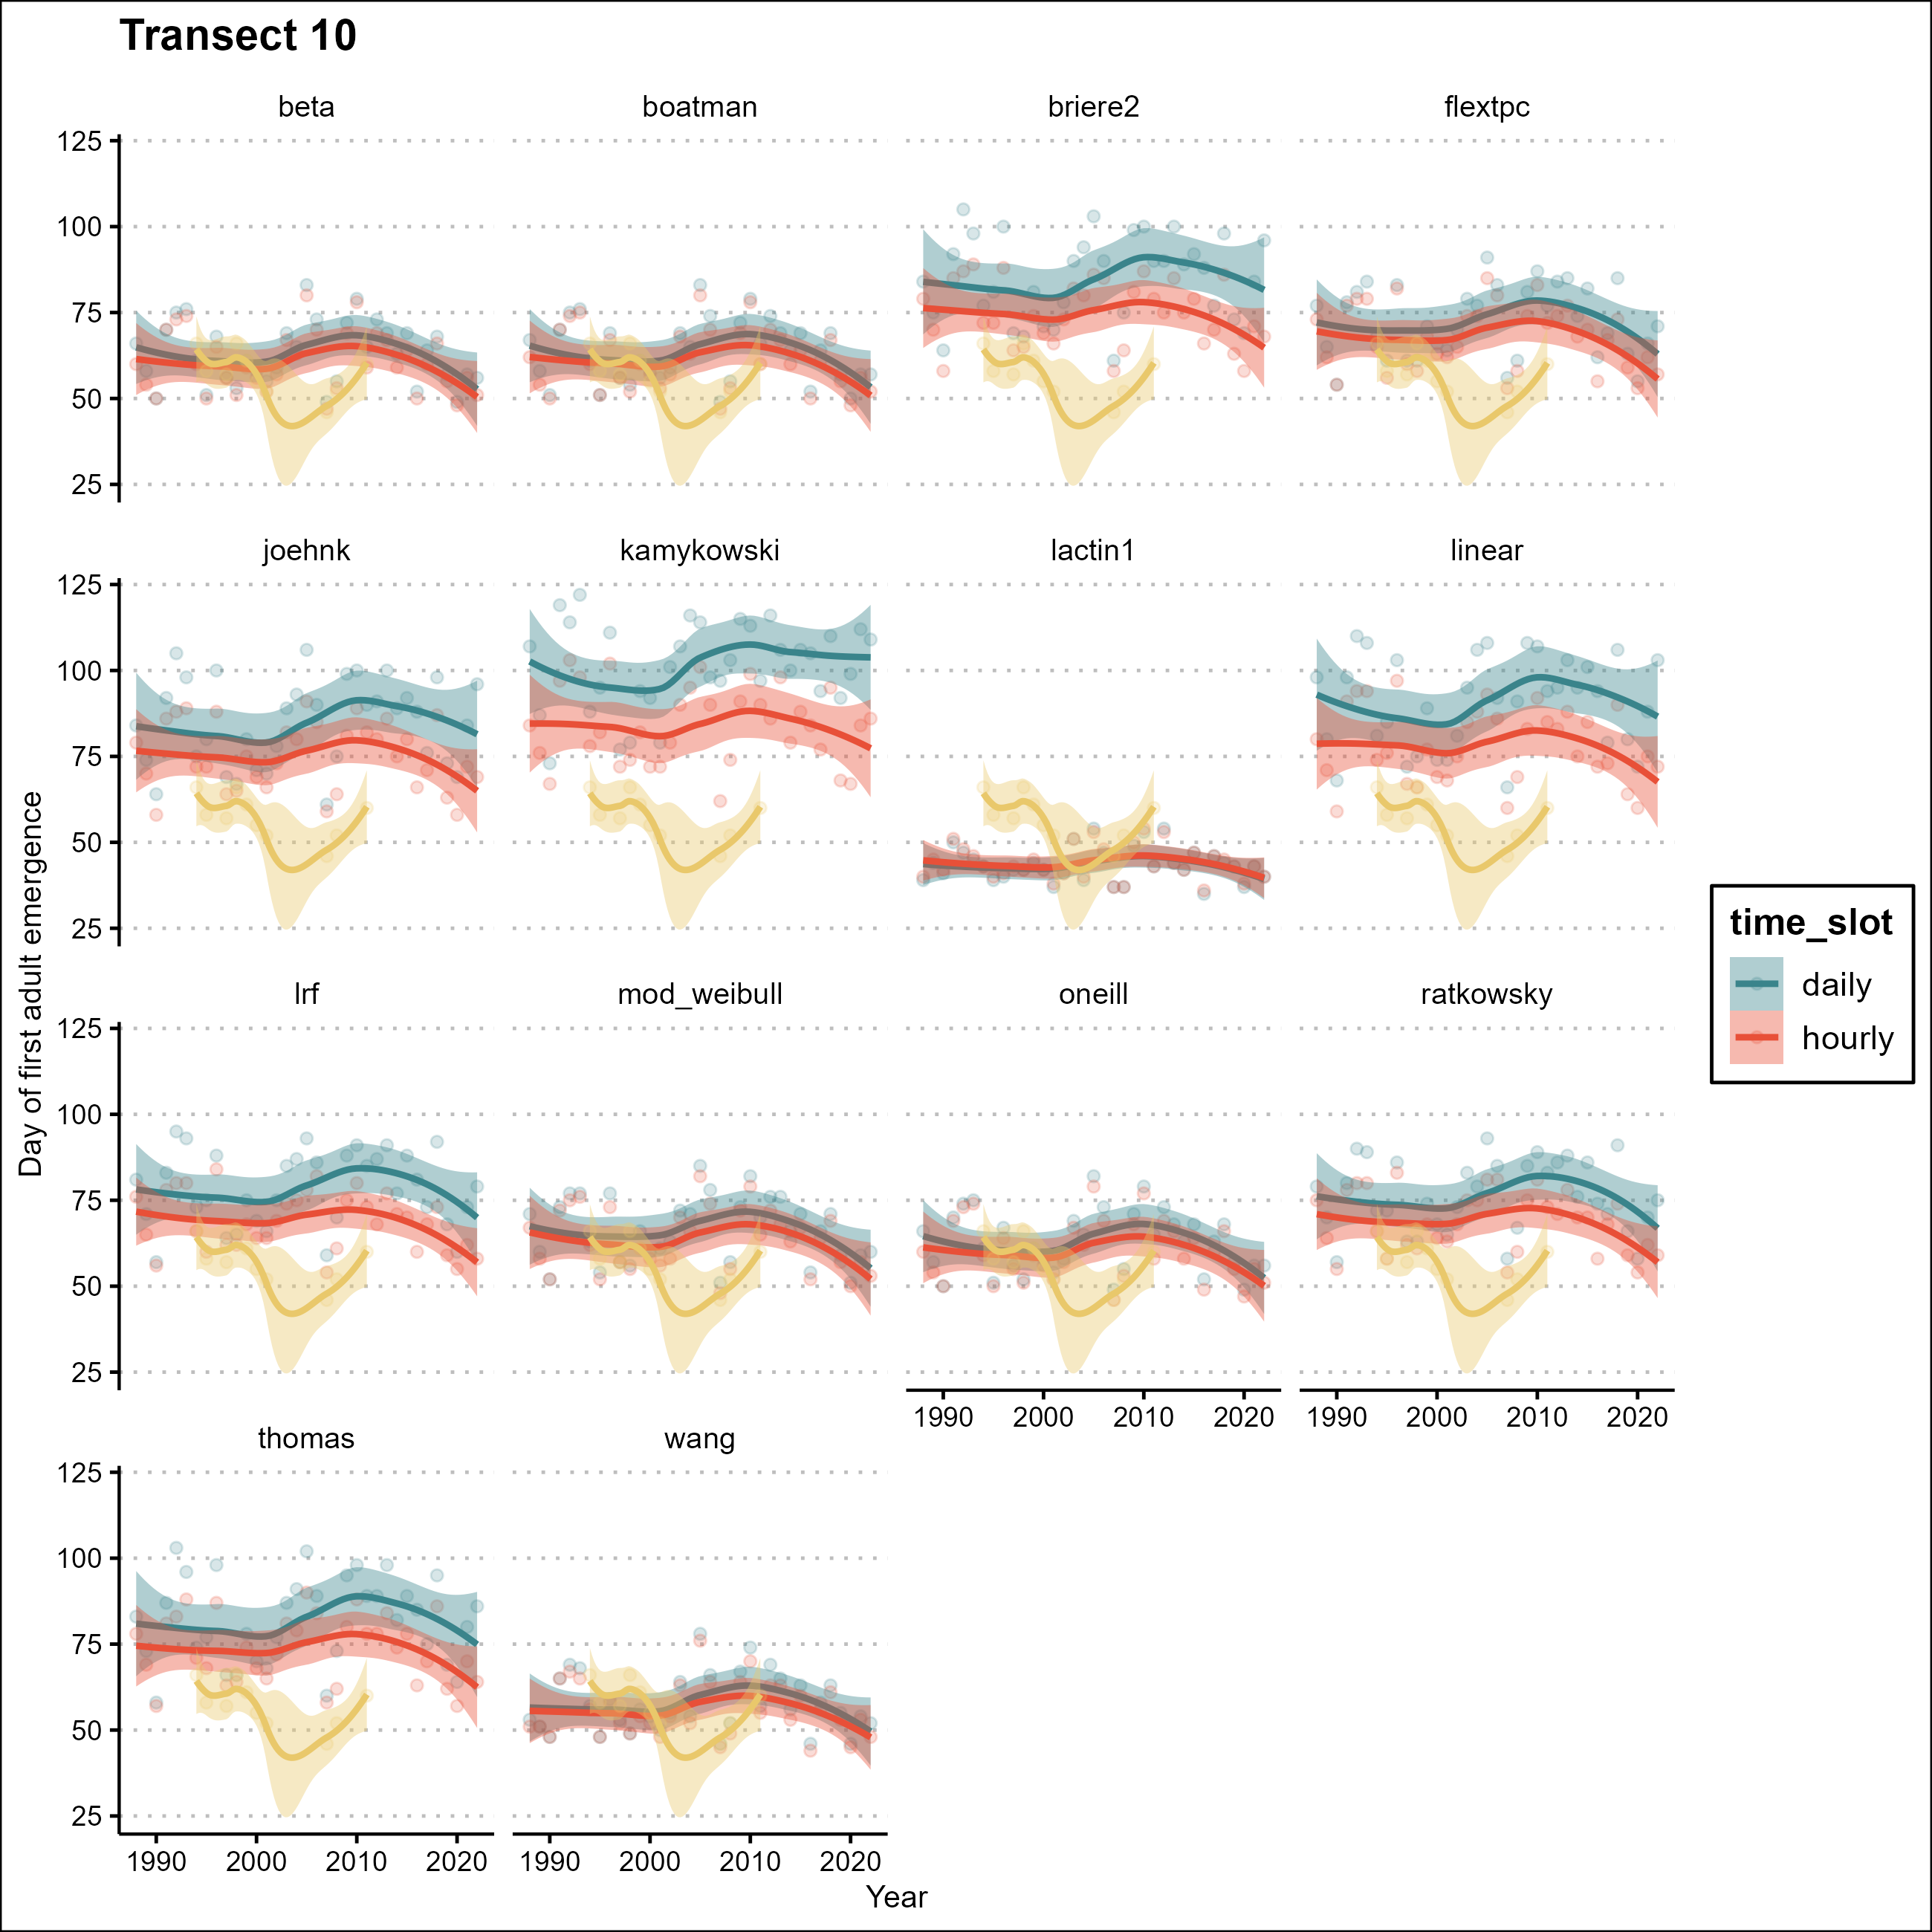 Transect 10
beta
boatman
briere2
flextpc
125
100
75
50
25
joehnk
kamykowski
lactin1
linear
125
100
75
50
25
lrf
mod_weibull
oneill
ratkowsky
125
100
75
50
25
1990 2000 2010 2020
1990 2000 2010 2020
thomas
wang
125
100
75
50
25
1990 2000 2010 2020
1990 2000 2010 2020
Year
Day of first adult emergence
time_slot
daily
hourly